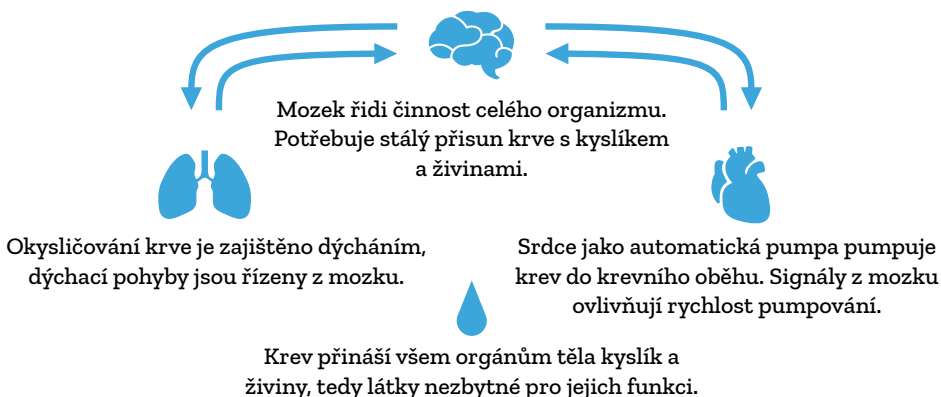 Mozek řidi činnost celého organizmu.
Potřebuje stálý přisun krve s kyslíkem
a živinami.
Okysličování krve je zajištěno dýcháním,
dýchací pohyby jsou řízeny z mozku.
Srdce jako automatická pumpa pumpuje
krev do krevního oběhu. Signály z mozku
ovlivňují rychlost pumpování.
Krev přináší všem orgánům těla kyslík a
živiny, tedy látky nezbytné pro jejich funkci.